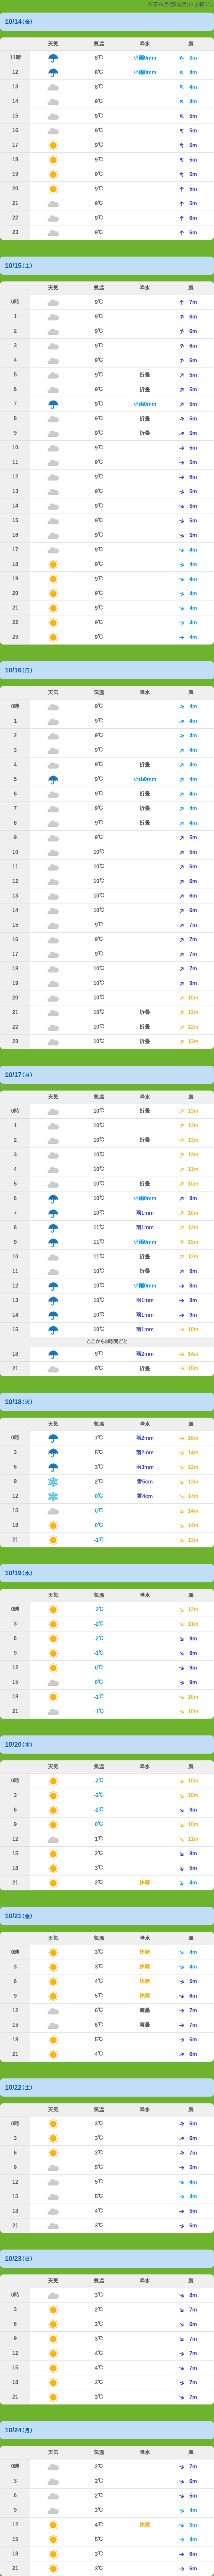 10/14(金)
天気 気温 降水 風
11時 8℃ 小雨0mm 3m
12 8℃ 小雨0mm 4m
13 8℃ 4m
14 9℃ 4m
15 9℃ 5m
16 9℃ 5m
17 9℃ 5m
18 9℃ 5m
19 9℃ 5m
20 9℃ 5m
21 9℃ 5m
22 9℃ 6m
23 9℃ 6m
10/15(土)
天気 気温 降水 風
0時 9℃ 7m
1 9℃ 6m
2 9℃ 6m
3 9℃ 6m
4 9℃ 6m
5 9℃ 折畳 5m
6 9℃ 折畳 5m
7 9℃ 小雨0mm 5m
8 9℃ 折畳 5m
9 9℃ 折畳 5m
10 9℃ 5m
11 9℃ 5m
12 9℃ 6m
13 9℃ 5m
14 9℃ 5m
15 9℃ 5m
16 9℃ 5m
17 9℃ 4m
18 9℃ 4m
19 9℃ 4m
20 9℃ 4m
21 9℃ 4m
22 9℃ 4m
23 9℃ 4m
10/16(日)
天気 気温 降水 風
0時 9℃ 4m
1 9℃ 4m
2 9℃ 4m
3 9℃ 4m
4 9℃ 折畳 4m
5 9℃ 小雨0mm 4m
6 9℃ 折畳 4m
7 9℃ 折畳 4m
8 9℃ 折畳 4m
9 9℃ 5m
10 10℃ 5m
11 10℃ 6m
12 10℃ 6m
13 10℃ 6m
14 10℃ 6m
15 9℃ 7m
16 9℃ 7m
17 9℃ 7m
18 10℃ 7m
19 10℃ 9m
20 10℃ 10m
21 10℃ 折畳 12m
22 10℃ 折畳 12m
23 10℃ 折畳 12m
10/17(月)
天気 気温 降水 風
0時 10℃ 折畳 13m
1 10℃ 13m
2 10℃ 折畳 13m
3 10℃ 13m
4 10℃ 11m
5 10℃ 折畳 10m
6 10℃ 小雨0mm 8m
7 10℃ 雨1mm 10m
8 11℃ 雨1mm 12m
9 11℃ 小雨0mm 15m
10 11℃ 折畳 12m
11 10℃ 折畳 9m
12 10℃ 小雨0mm 8m
13 10℃ 雨1mm 8m
14 10℃ 雨1mm 9m
15 10℃ 雨1mm 10m
ここから3時間ごと
18 9℃ 雨2mm 14m
21 8℃ 折畳 15m
10/18(火)
天気 気温 降水 風
0時 7℃ 雨2mm 16m
3 5℃ 雨2mm 14m
6 3℃ 雨3mm 12m
9 2℃ 雪5cm 13m
12 0℃ 雪4cm 14m
15 0℃ 14m
18 0℃ 14m
21 -1℃ 13m
10/19(水)
天気 気温 降水 風
0時 -2℃ 12m
3 -2℃ 11m
6 -2℃ 9m
9 -1℃ 9m
12 0℃ 9m
15 0℃ 9m
18 -1℃ 10m
21 -1℃ 10m
10/20(木)
天気 気温 降水 風
0時 -2℃ 10m
3 -2℃ 10m
6 -2℃ 9m
9 0℃ 10m
12 1℃ 11m
15 2℃ 8m
18 3℃ 5m
21 2℃ 快晴 4m
10/21(金)
天気 気温 降水 風
0時 3℃ 快晴 4m
3 3℃ 快晴 4m
6 4℃ 快晴 5m
9 5℃ 快晴 6m
12 6℃ 薄曇 7m
15 6℃ 薄曇 7m
18 5℃ 6m
21 4℃ 6m
10/22(土)
天気 気温 降水 風
0時 3℃ 6m
3 3℃ 6m
6 3℃ 7m
9 5℃ 5m
12 5℃ 4m
15 5℃ 4m
18 4℃ 5m
21 3℃ 6m
10/23(日)
天気 気温 降水 風
0時 3℃ 8m
3 2℃ 7m
6 2℃ 6m
9 3℃ 7m
12 4℃ 7m
15 4℃ 7m
18 3℃ 7m
21 3℃ 7m
10/24(月)
天気 気温 降水 風
0時 2℃ 7m
3 2℃ 6m
6 2℃ 5m
9 3℃ 4m
12 4℃ 快晴 3m
15 5℃ 4m
18 3℃ 6m
21 3℃ 6m